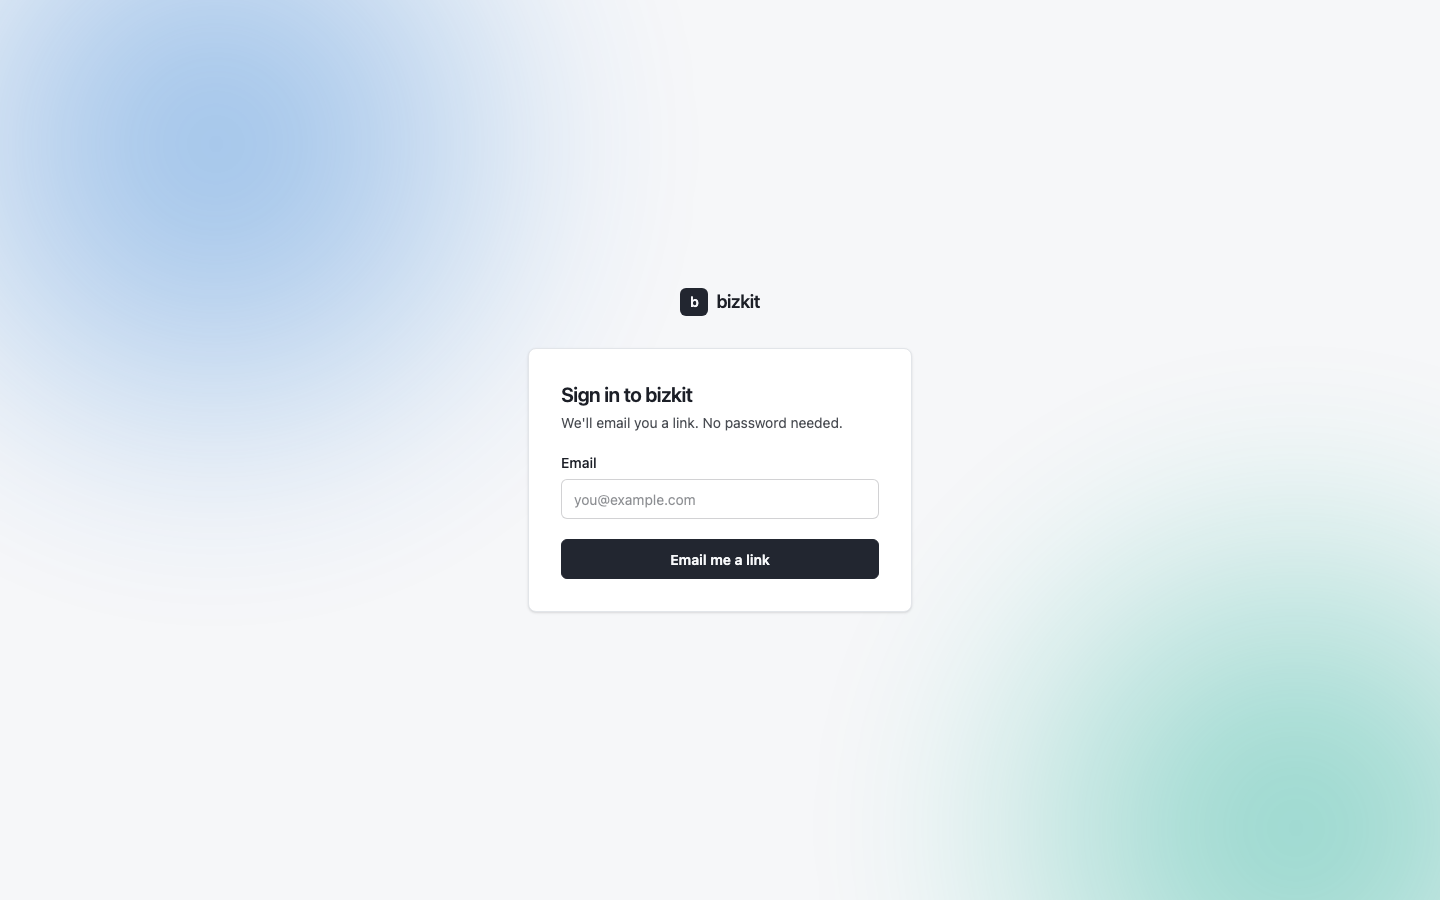 b bizkit
Sign in to bizkit
We'll email you a link. No password needed.
Email
you@example.com
Email me a link